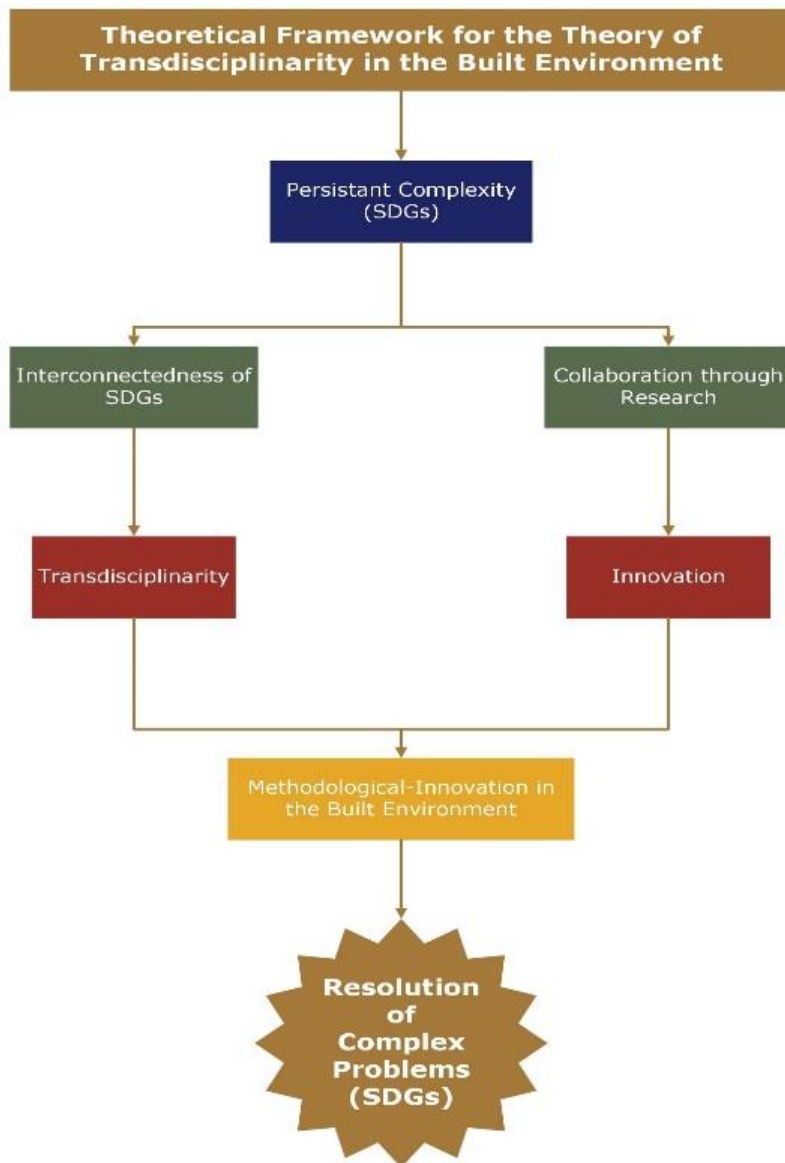 Theoretical Framework for the Theory of
Transdisciplinarity in the Built Environment
Persistant Complexity
(SDGs)
Interconnectedness of
SDGs
Collaboration through
Research
Transdisciplinarity
Innovation
Methodological-Innovation in
the Built Environment
Resolution
of
Complex
Problems
(SDGs)